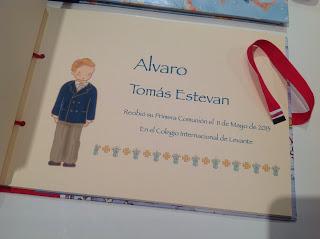 Alvaro
Tomás Estevan
Recibió su Primera Comunión el 11 de Mayo de 2013
En el Colegio Internacional de Levante